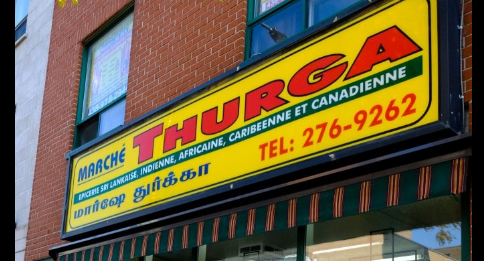 MARCHÉ THURGA
EPICERIE SRI LANKAISE, INDIENNE, AFRICAINE, CARIBEENNE ET CANADIENNE
மார்ஷே துர்க்கா TEL: 276-9262